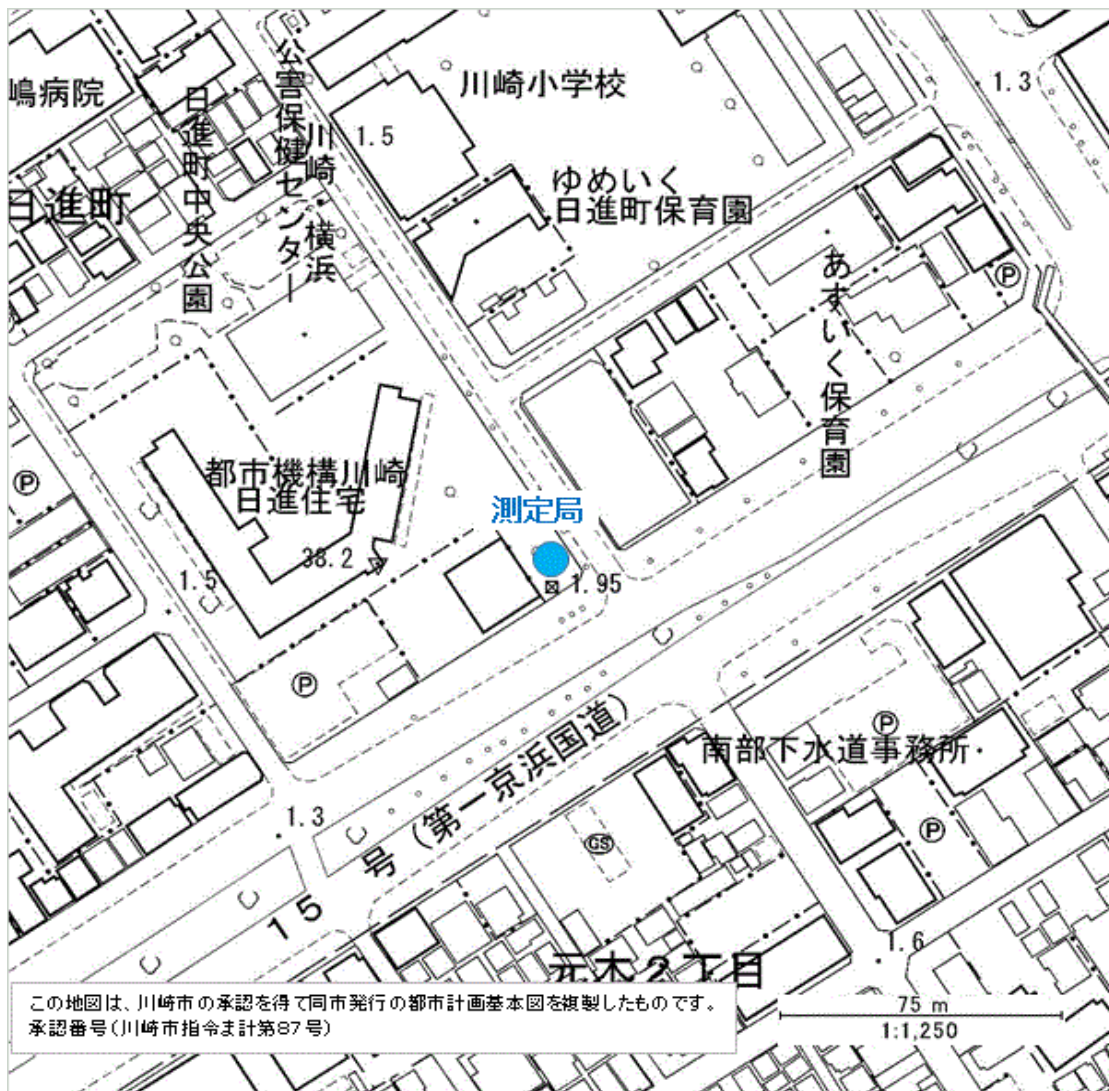 嶋病院
日進町
日進町中央公園
公害保健センター
川崎
横浜
1.5
川崎小学校
1.3
ゆめいく
日進町保育園
あすいく保育園
P
都市機構川崎
日進住宅
P
38.2
1.5
測定局
1.95
P
P
南部下水道事務所
1.3
15号(第一京浜国道)
GS
P
1.6
元木2丁目
この地図は、川崎市の承認を得て同市発行の都市計画基本図を複製したものです。
承認番号(川崎市指令ま計第87号)
75 m
1:1,250